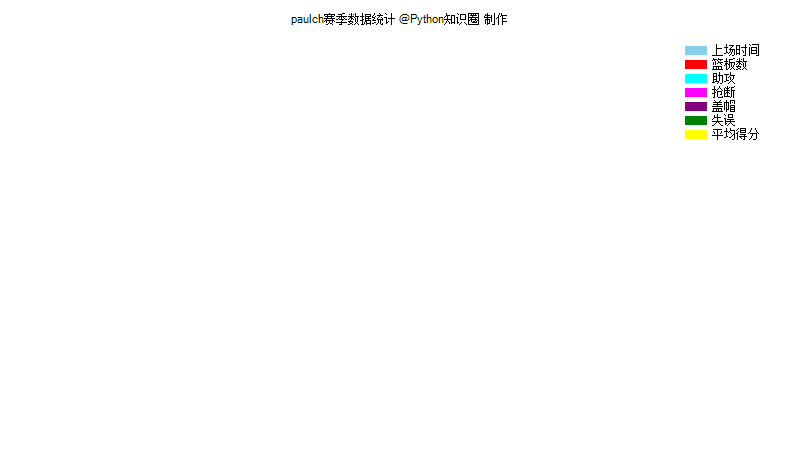 paulch赛季数据统计 @Python知识圈 制作
上场时间
篮板数
助攻
抢断
盖帽
失误
平均得分